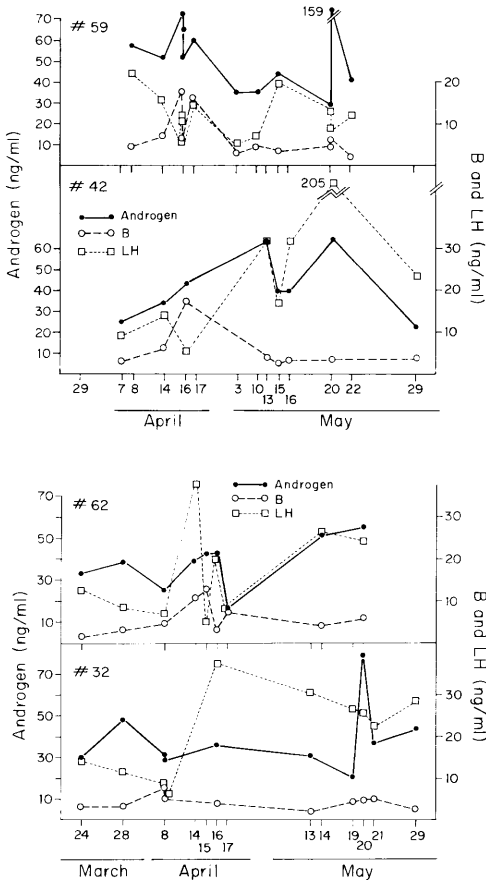 159
# 59
70
60
50
40
30
20
10
20
10
Androgen (ng/ml)
B and LH (ng/ml)
# 42
205
Androgen
B
LH
60
50
40
30
20
10
30
20
10
29 7 8 14 16 17 3 10 15 20 22 29
13 16
April May
# 62
Androgen
B
LH
70
50
30
10
30
20
10
Androgen (ng/ml)
B and LH (ng/ml)
# 32
70
50
30
10
30
20
10
24 28 8 14 16 13 14 19 21 29
15 17 20
March April May